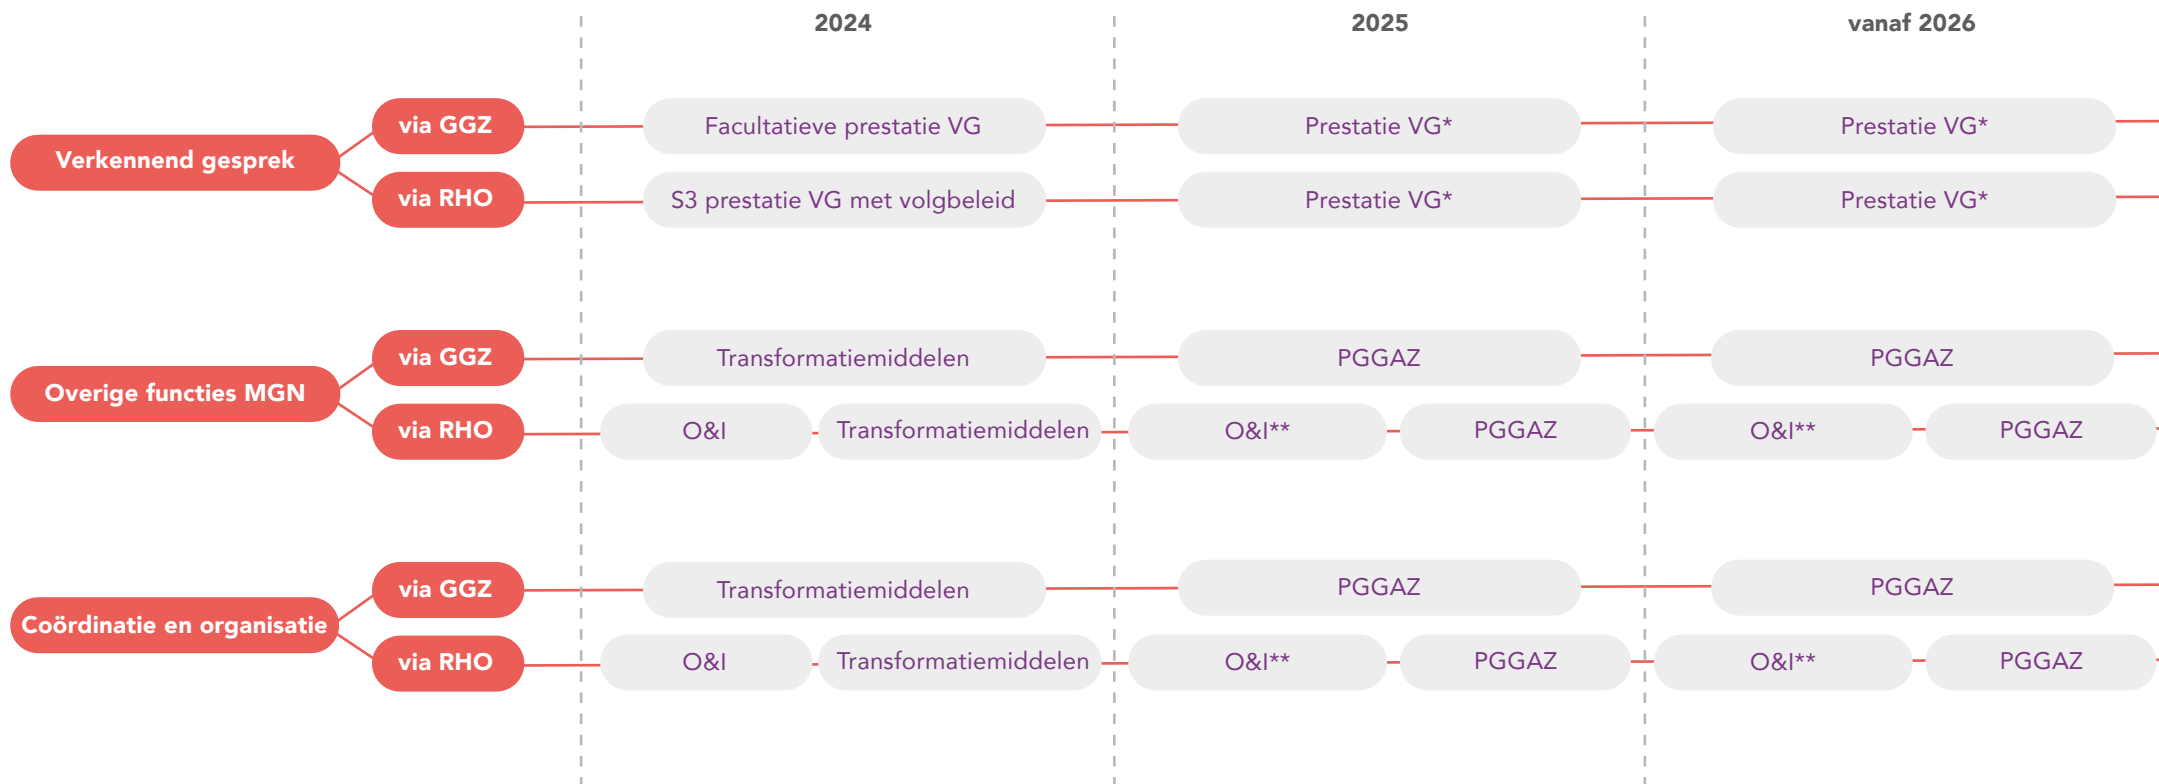 2024 2025 vanaf 2026
via GGZ Facultatieve prestatie VG Prestatie VG* Prestatie VG*
Verkennend gesprek
via RHO S3 prestatie VG met volgbeleid Prestatie VG* Prestatie VG*
via GGZ Transformatiemiddelen PGGAZ PGGAZ
Overige functies MGN
via RHO O&I Transformatiemiddelen O&I** PGGAZ O&I** PGGAZ
via GGZ Transformatiemiddelen PGGAZ PGGAZ
Coördinatie en organisatie
via RHO O&I Transformatiemiddelen O&I** PGGAZ O&I** PGGAZ